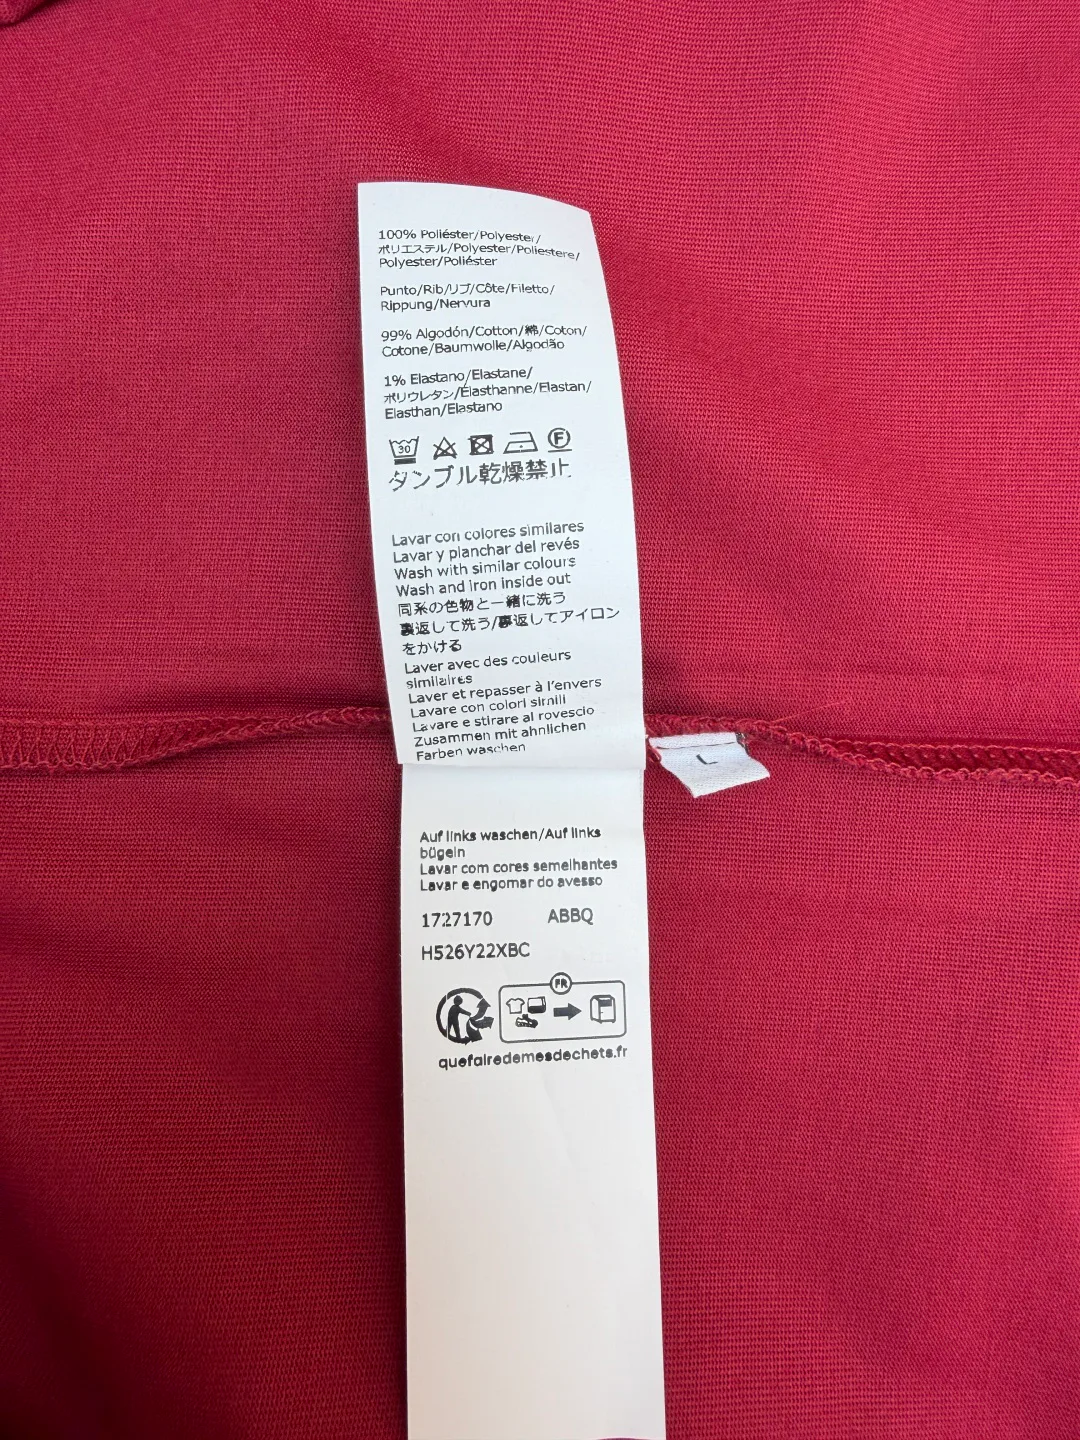 100% Poliéster/Polyester/
ポリエステル/Polyester/Poliestere/
Polyester/Poliéster
Punto/Rib/リブ/Côte/Filetto/
Rippung/Nervura
99% Algodón/Cotton/綿/Coton/
Cotone/Baumwolle/Algodão
1% Elastano/Elastane/
ポリウレタン/Élasthanne/Elastan/
Elasthan/Elastano
30 F
タンブル乾燥禁止
Lavar con colores similares
Lavar y planchar del revés
Wash with similar colours
Wash and iron inside out
同系の色物と一緒に洗う
裏返して洗う/裏返してアイロン
をかける
Laver avec des couleurs
similaires
Laver et repasser à l'envers
Lavare con colori simili
Lavare e stirare al rovescio
Zusammen mit ähnlichen
Farben waschen
L
Auf links waschen/Auf links
bügeln
Lavar com cores semelhantes
Lavar e engomar do avesso
1727170 ABBQ
H526Y22XBC
FR
quefairedemesdechets.fr